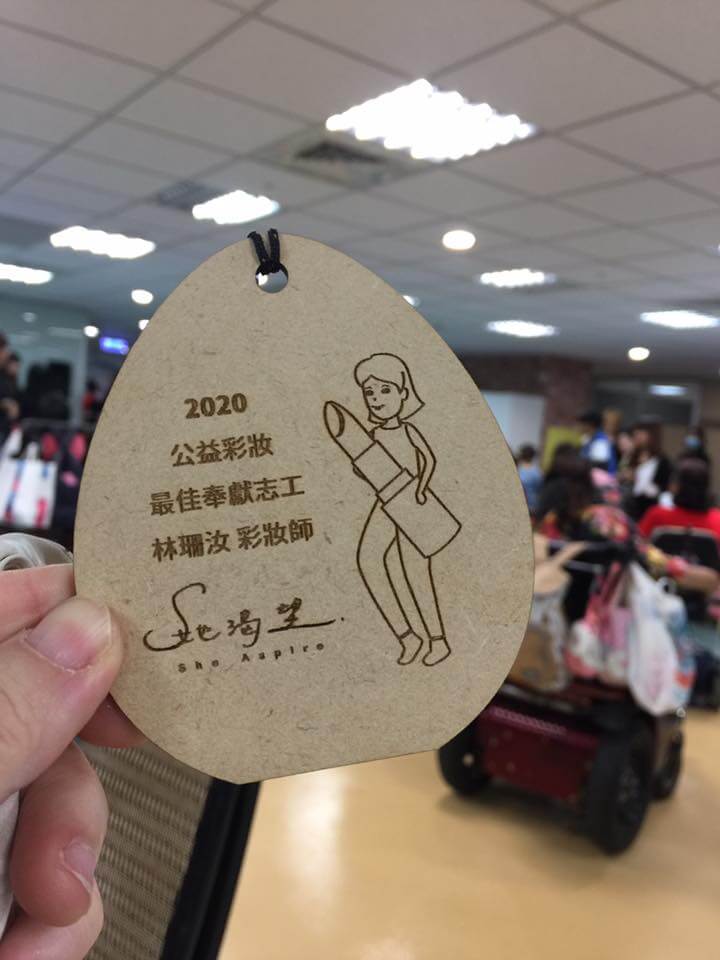 2020
公益彩妝
最佳奉獻志工
林珊汝 彩妝師
她渴望.
She Aspire